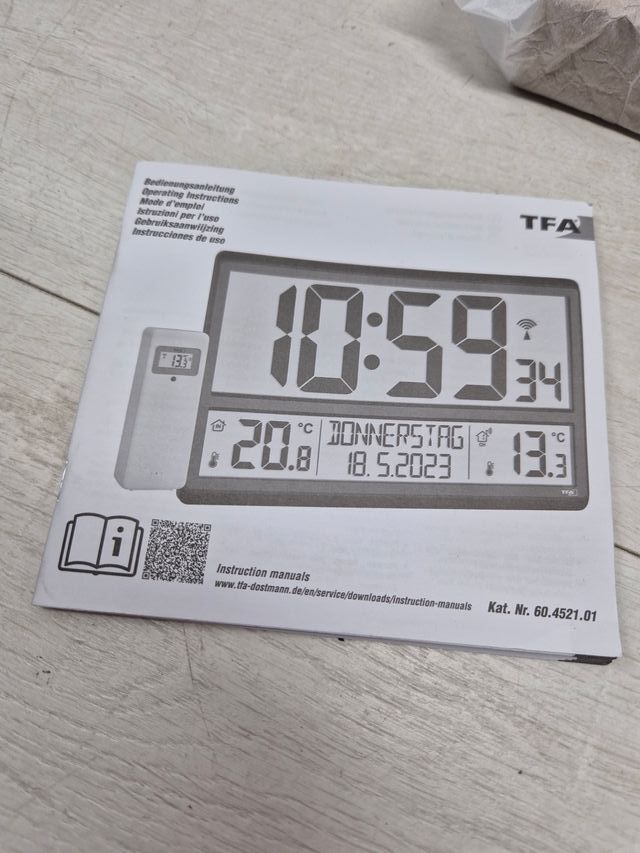 Bedienungsanleitung
Operating Instructions
Mode d'emploi
Istruzioni per l'uso
Gebruiksaanwijzing
Instrucciones de uso
TFA
10:59
34
13.3
IN
20.8 °C
DONNERSTAG
18.5.2023
13.3 °C
TFA
i
Instruction manuals
www.tfa-dostmann.de/en/service/downloads/instruction-manuals
Kat. Nr. 60.4521.01